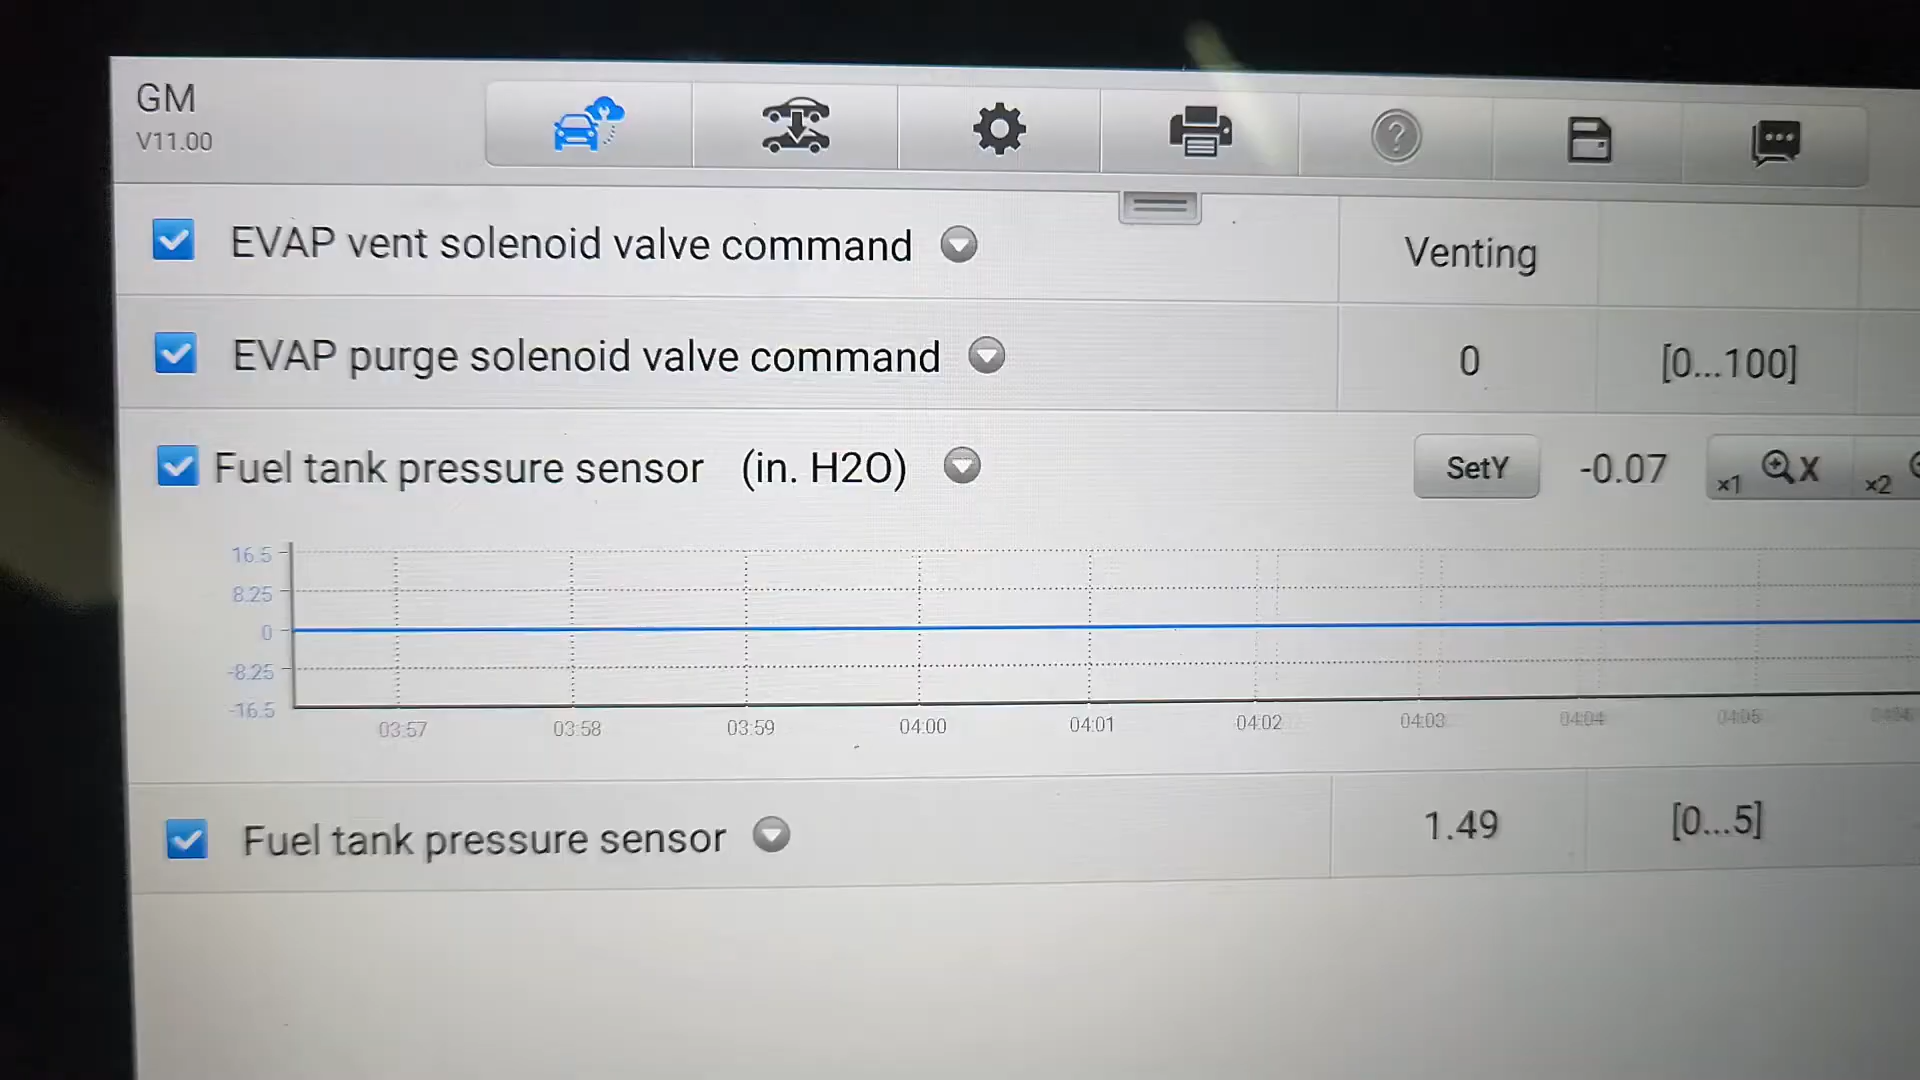 GM
V11.00
EVAP vent solenoid valve command Venting
EVAP purge solenoid valve command 0 [0...100]
Fuel tank pressure sensor (in. H2O) SetY -0.07 x1 X x2
16.5
8.25
0
-8.25
-16.5
03:57 03:58 03:59 04:00 04:01 04:02 04:03 04:04 04:05
Fuel tank pressure sensor 1.49 [0...5]